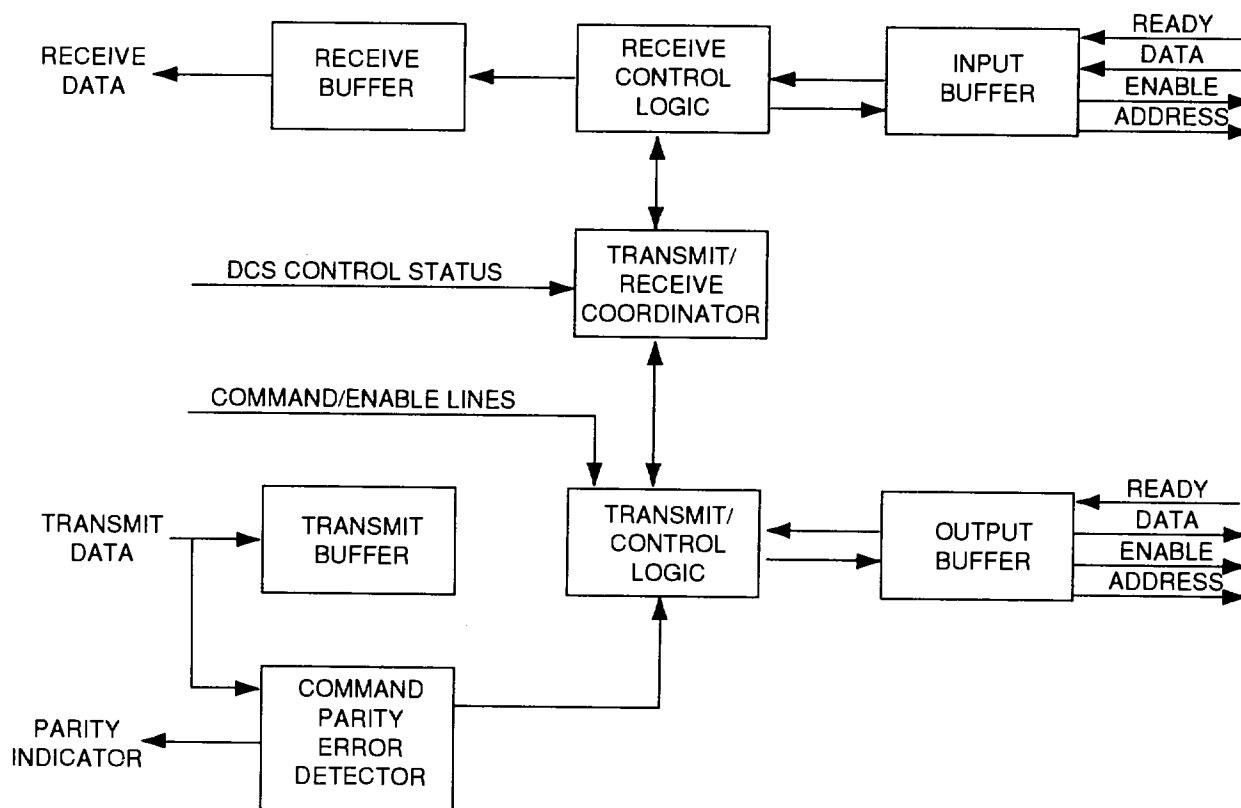 RECEIVE
DATA
RECEIVE
BUFFER
RECEIVE
CONTROL
LOGIC
INPUT
BUFFER
READY
DATA
ENABLE
ADDRESS
DCS CONTROL STATUS
TRANSMIT/
RECEIVE
COORDINATOR
COMMAND/ENABLE LINES
TRANSMIT
DATA
TRANSMIT
BUFFER
TRANSMIT/
CONTROL
LOGIC
OUTPUT
BUFFER
READY
DATA
ENABLE
ADDRESS
COMMAND
PARITY
ERROR
DETECTOR
PARITY
INDICATOR